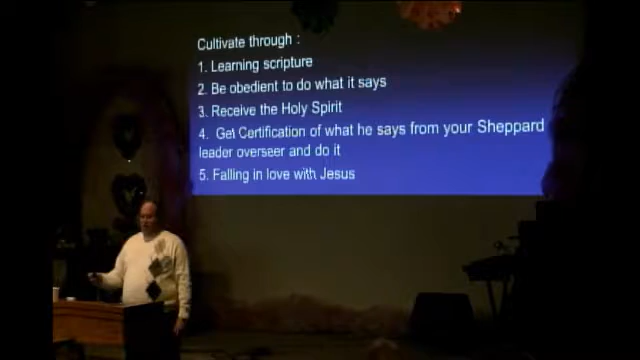 Cultivate through :
1. Learning scripture
2. Be obedient to do what it says
3. Receive the Holy Spirit
4. Get Certification of what he says from your Sheppard
leader overseer and do it
5. Falling in love with Jesus